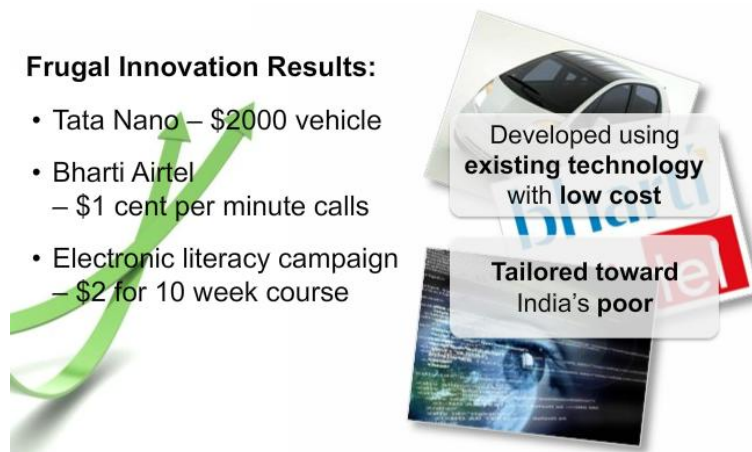 Frugal Innovation Results:
• Tata Nano – $2000 vehicle
• Bharti Airtel
– $1 cent per minute calls
• Electronic literacy campaign
– $2 for 10 week course
Developed using
existing technology
with low cost
bharti
Tailored toward
India's poor